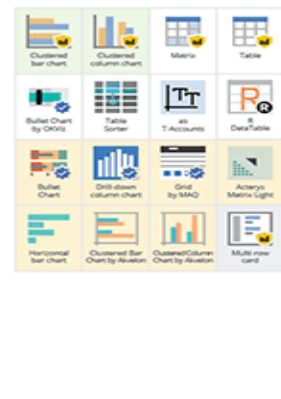 Clustered
bar chart
Clustered
column chart
Matrix
Table
Bullet Chart
by OKViz
Table
Sorter
as
T-Accounts
R
DataTable
Bullet
Chart
Drill-down
column chart
Grid
by MAQ
Acterys
Matrix Light
Horizontal
bar chart
Clustered Bar
Chart by Akvelon
Clustered Column
Chart by Akvelon
Multi-row
card